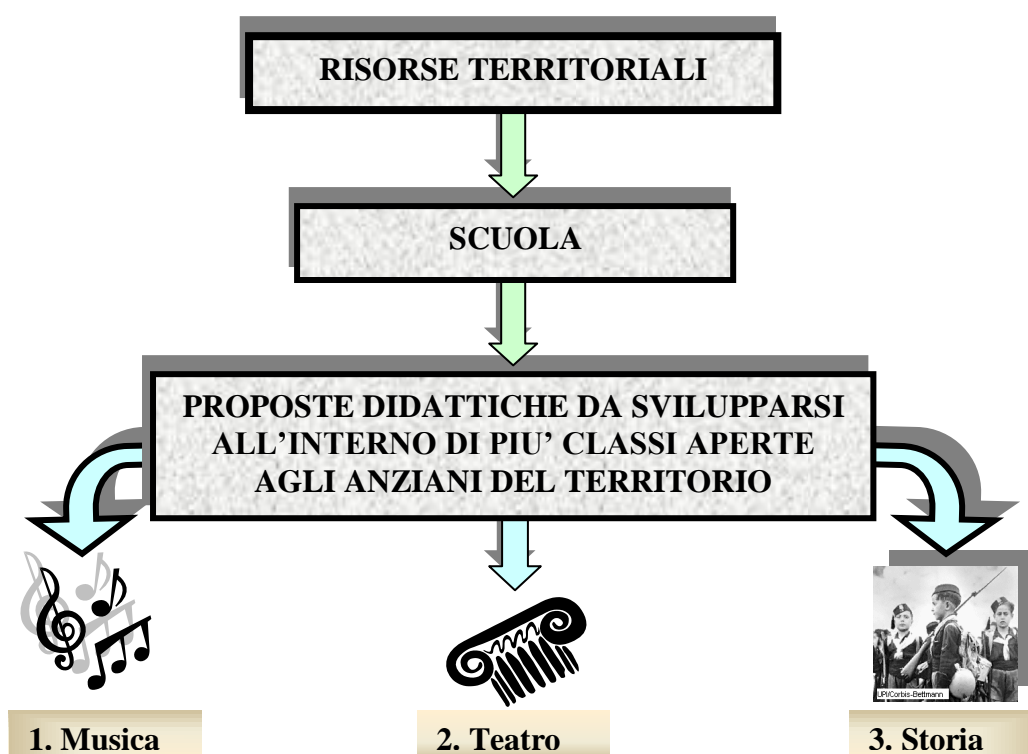 RISORSE TERRITORIALI
SCUOLA
PROPOSTE DIDATTICHE DA SVILUPPARSI
ALL’INTERNO DI PIU’ CLASSI APERTE
AGLI ANZIANI DEL TERRITORIO
UPI/Corbis-Bettmann
1. Musica
2. Teatro
3. Storia